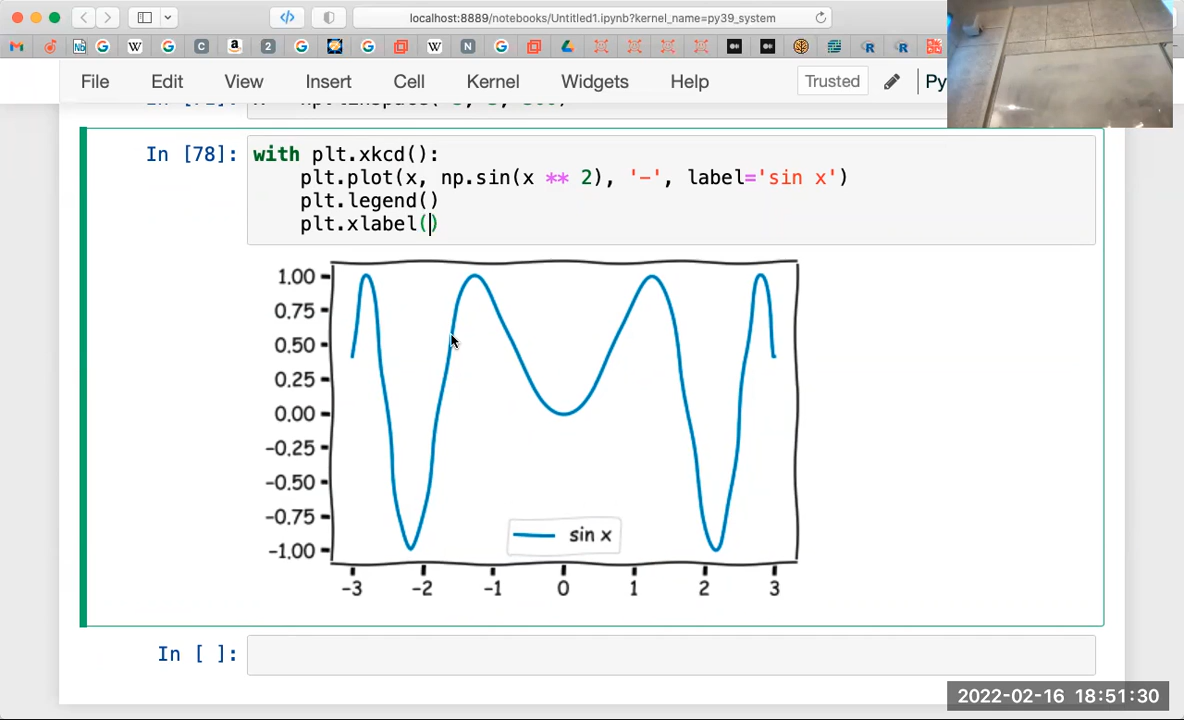 localhost:8889/notebooks/Untitled1.ipynb?kernel_name=py39_system
File Edit View Insert Cell Kernel Widgets Help Trusted Py
In [78]: with plt.xkcd():
plt.plot(x, np.sin(x ** 2), '-', label='sin x')
plt.legend()
plt.xlabel()
1.00
0.75
0.50
0.25
0.00
-0.25
-0.50
-0.75
-1.00
sin x
-3 -2 -1 0 1 2 3
In [ ]:
2022-02-16 18:51:30